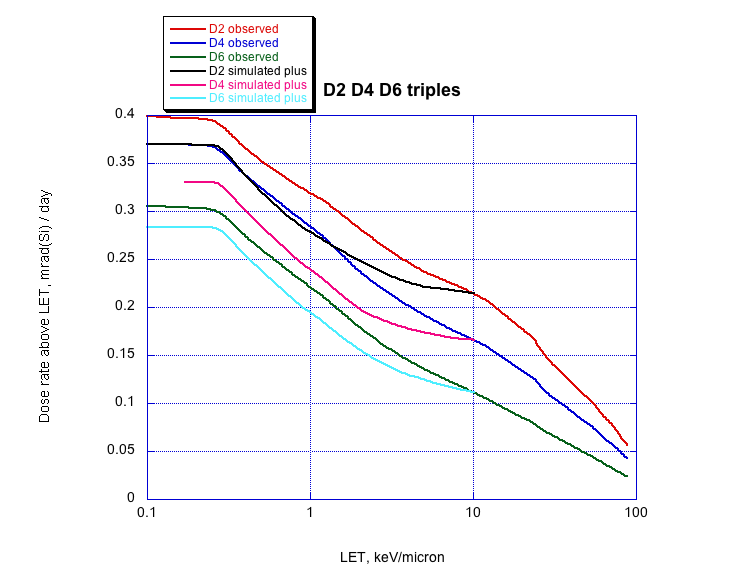 D2 observed
D4 observed
D6 observed
D2 simulated plus
D4 simulated plus
D6 simulated plus
D2 D4 D6 triples
0.4
0.35
0.3
0.25
0.2
0.15
0.1
0.05
0
Dose rate above LET, mrad(Si) / day
0.1 1 10 100
LET, keV/micron